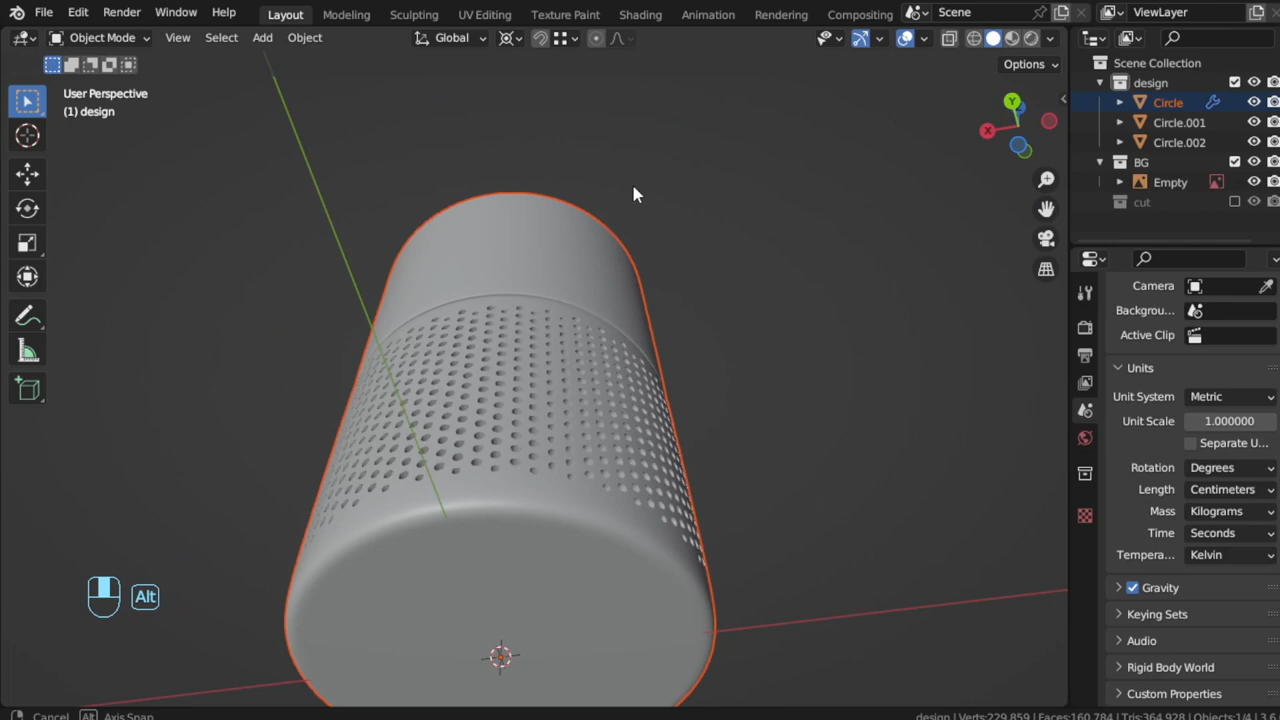 File Edit Render Window Help Layout Modeling Sculpting UV Editing Texture Paint Shading Animation Rendering Compositing Scene ViewLayer
Object Mode View Select Add Object Global
Options
User Perspective
(1) design
Y
X
Scene Collection
design
Circle
Circle.001
Circle.002
BG
Empty
cut
Camera
Backgrou...
Active Clip
Units
Unit System Metric
Unit Scale 1.000000
Separate U...
Rotation Degrees
Length Centimeters
Mass Kilograms
Time Seconds
Tempera... Kelvin
Gravity
Keying Sets
Audio
Rigid Body World
Custom Properties
Alt
Cancel Alt Axis Snap design | Verts:229,859 | Faces:160,784 | Tris:364,928 | Objects:1/4 | 3.6